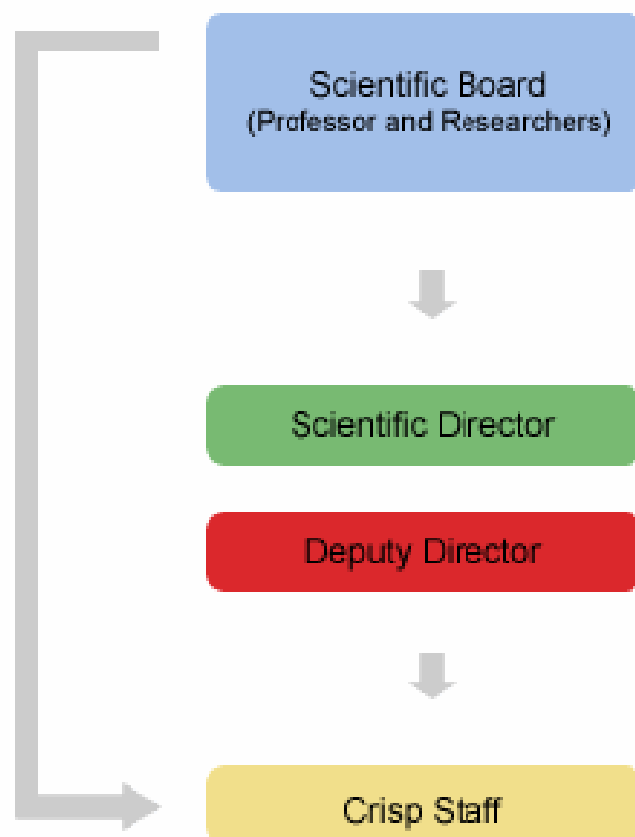 Scientific Board
(Professor and Researchers)
Scientific Director
Deputy Director
Crisp Staff